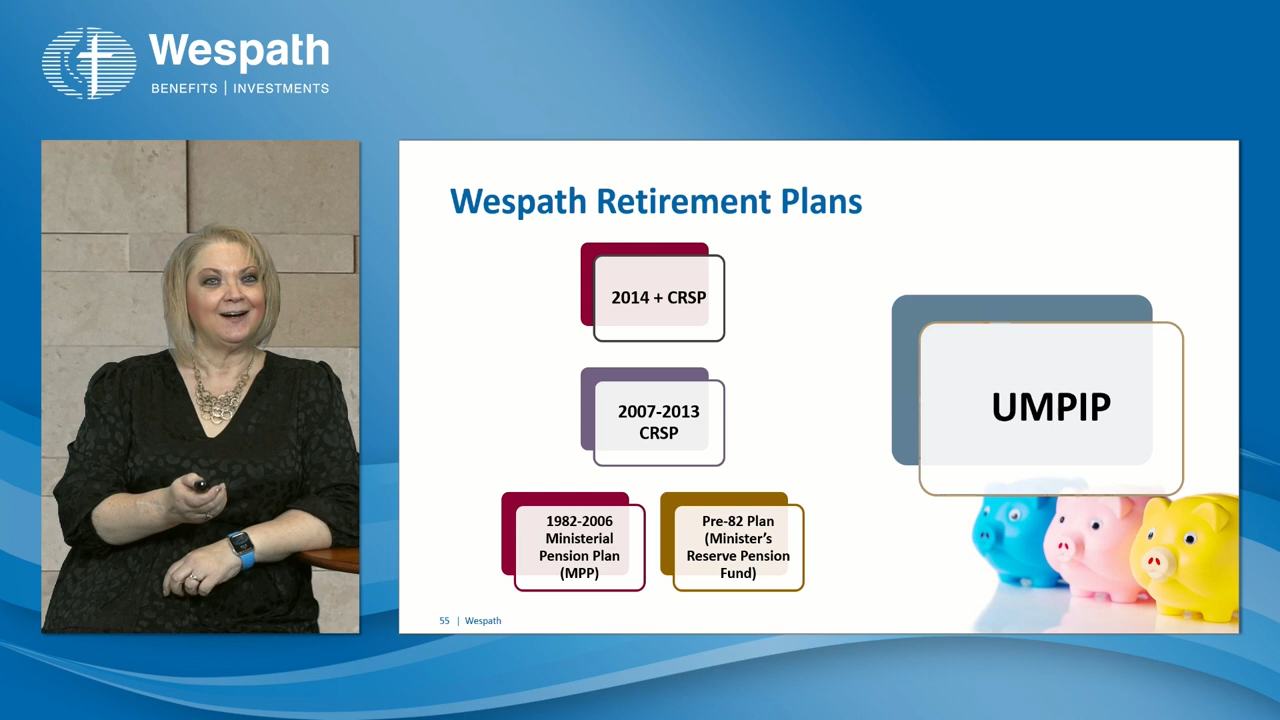 Wespath
BENEFITS | INVESTMENTS
Wespath Retirement Plans
2014 + CRSP
2007-2013
CRSP
1982-2006
Ministerial
Pension Plan
(MPP)
Pre-82 Plan
(Minister’s
Reserve Pension
Fund)
UMPIP
55 | Wespath